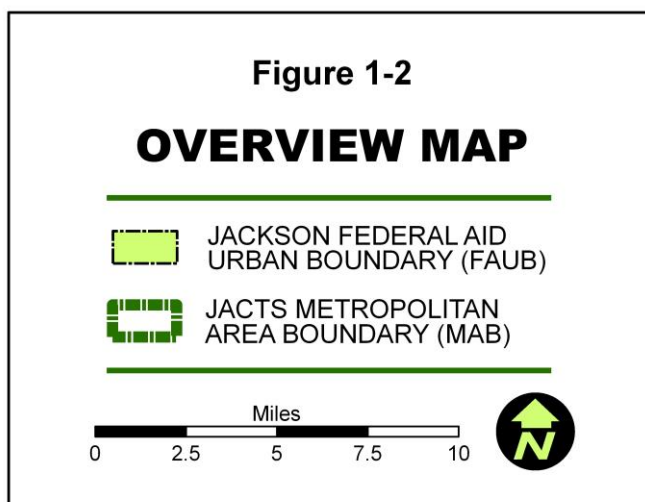 Figure 1-2
OVERVIEW MAP
JACKSON FEDERAL AID
URBAN BOUNDARY (FAUB)
JACTS METROPOLITAN
AREA BOUNDARY (MAB)
Miles
0 2.5 5 7.5 10
N